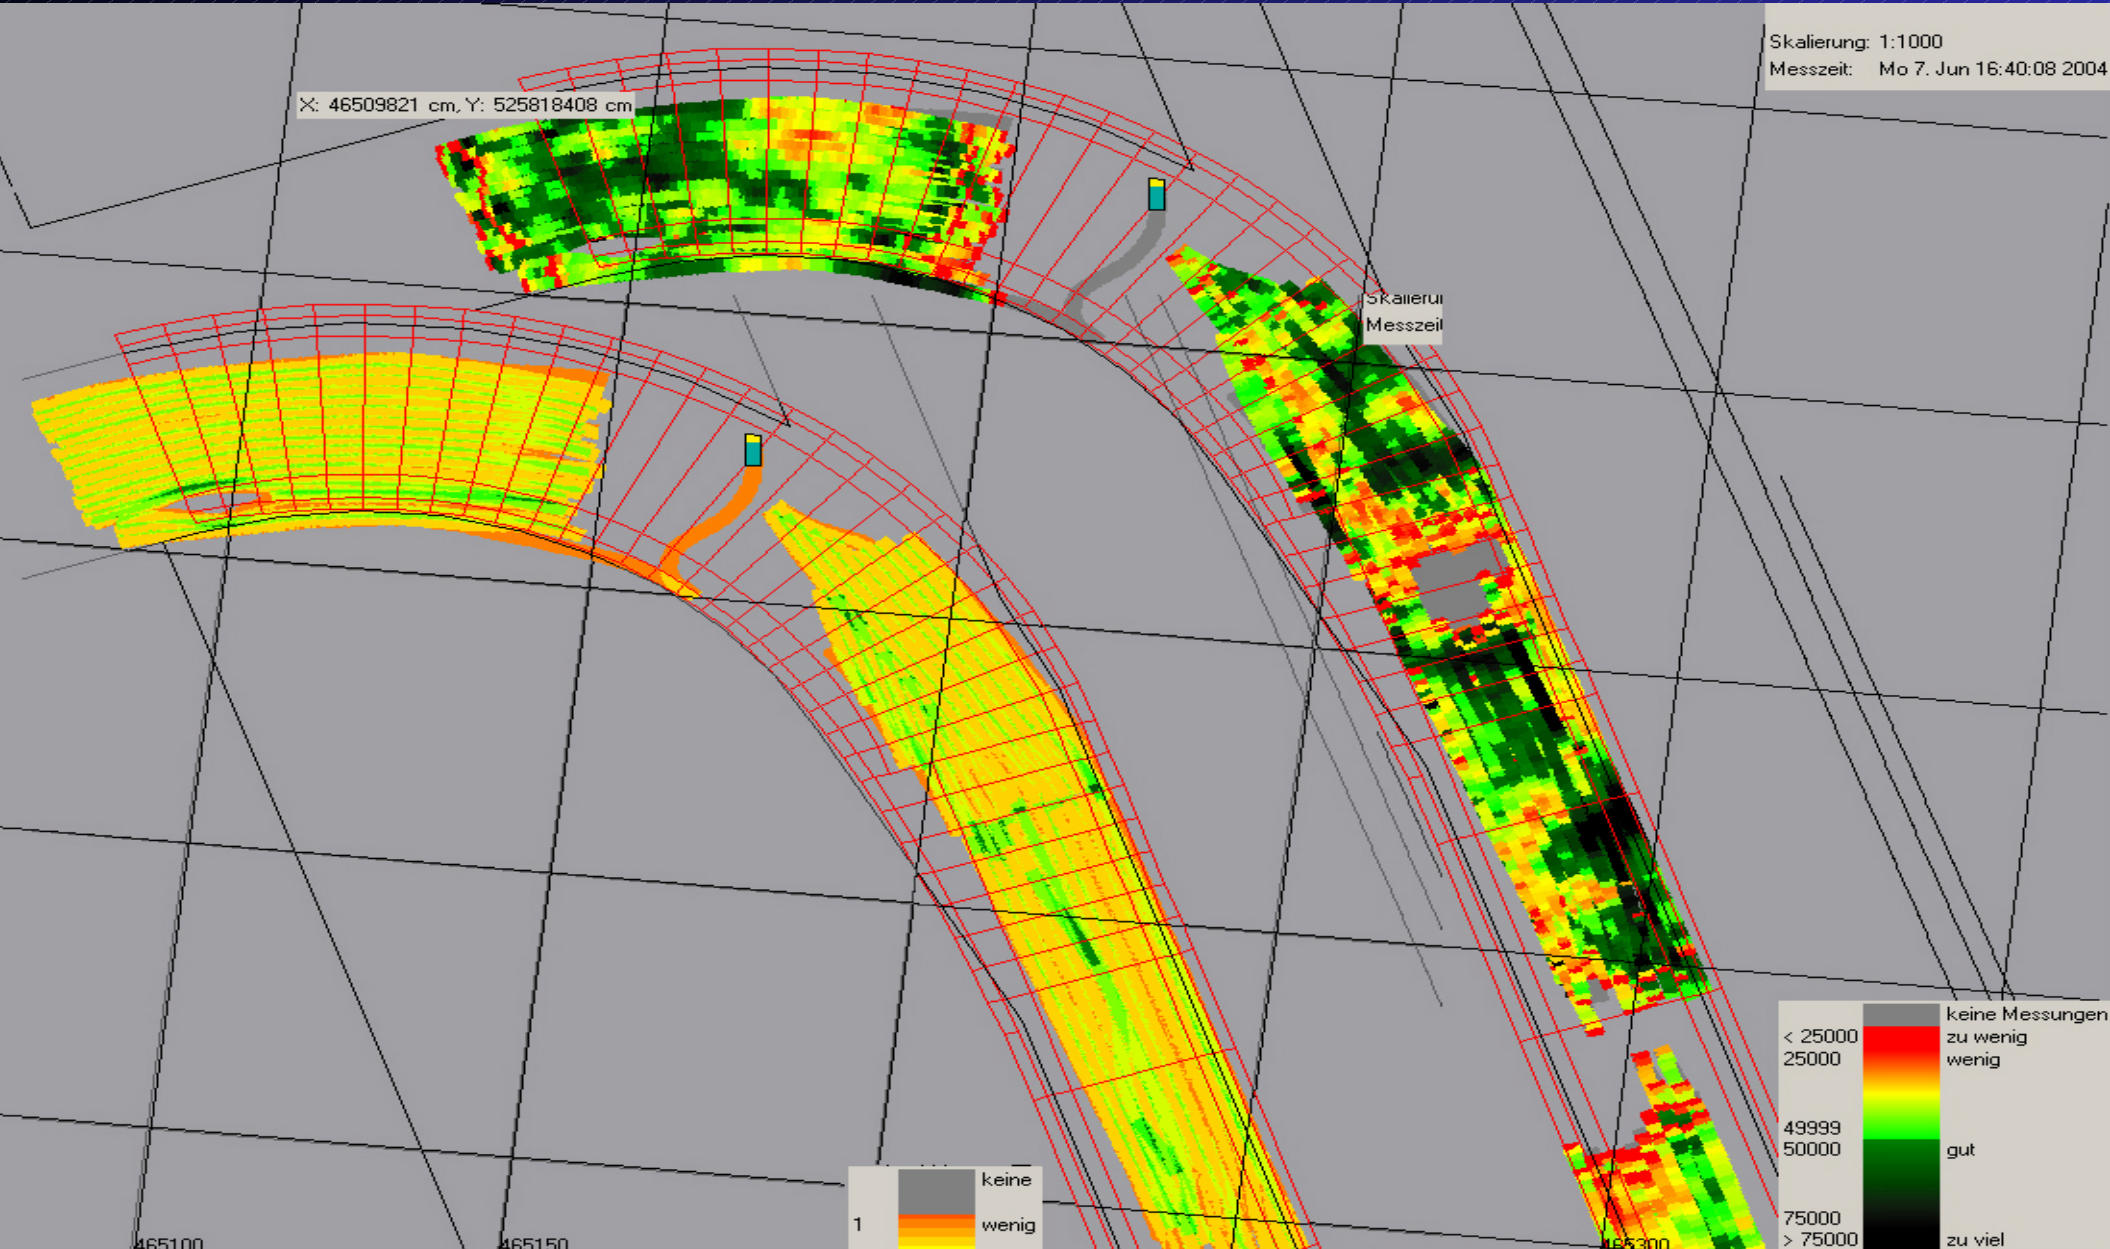 Skalierung: 1:1000
Messzeit: Mo 7. Jun 16:40:08 2004
X: 46509821 cm, Y: 525818408 cm
Messzeit
keine Messungen
< 25000 zu wenig
25000 wenig
49999
50000 gut
75000
> 75000 zu viel
keine
1 wenig
465100
465150
465300